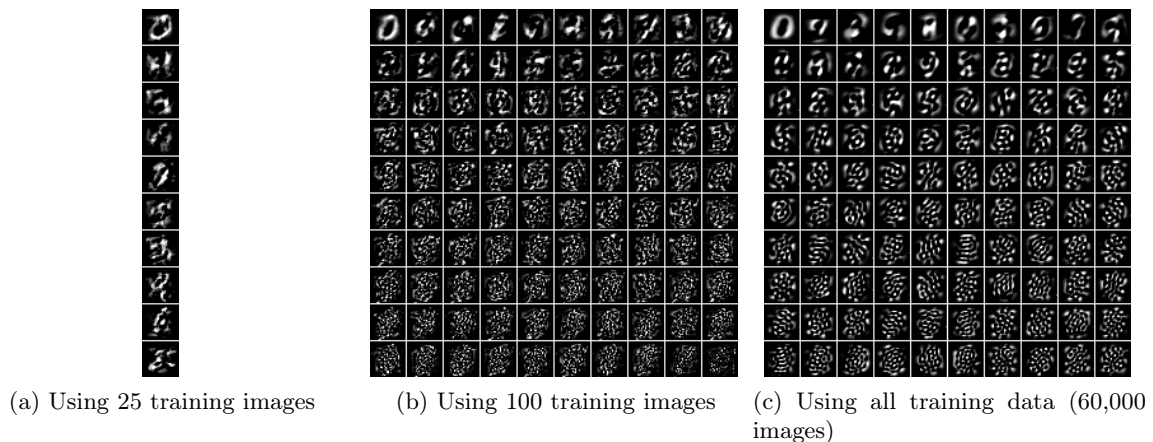 (a) Using 25 training images
(b) Using 100 training images
(c) Using all training data (60,000
images)